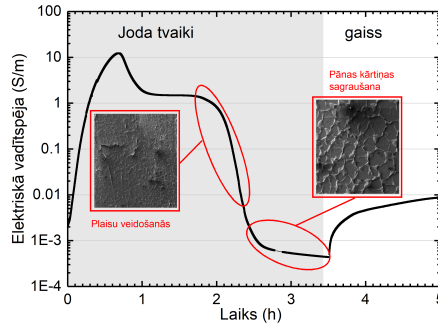 Joda tvaiki
gaiss
Pānas kārtiņas
sagraušana
Plaisu veidošanās
Elektriskā vadītspēja (S/m)
100
10
1
0.1
0.01
1E-3
1E-4
0
1
2
3
4
5
Laiks (h)